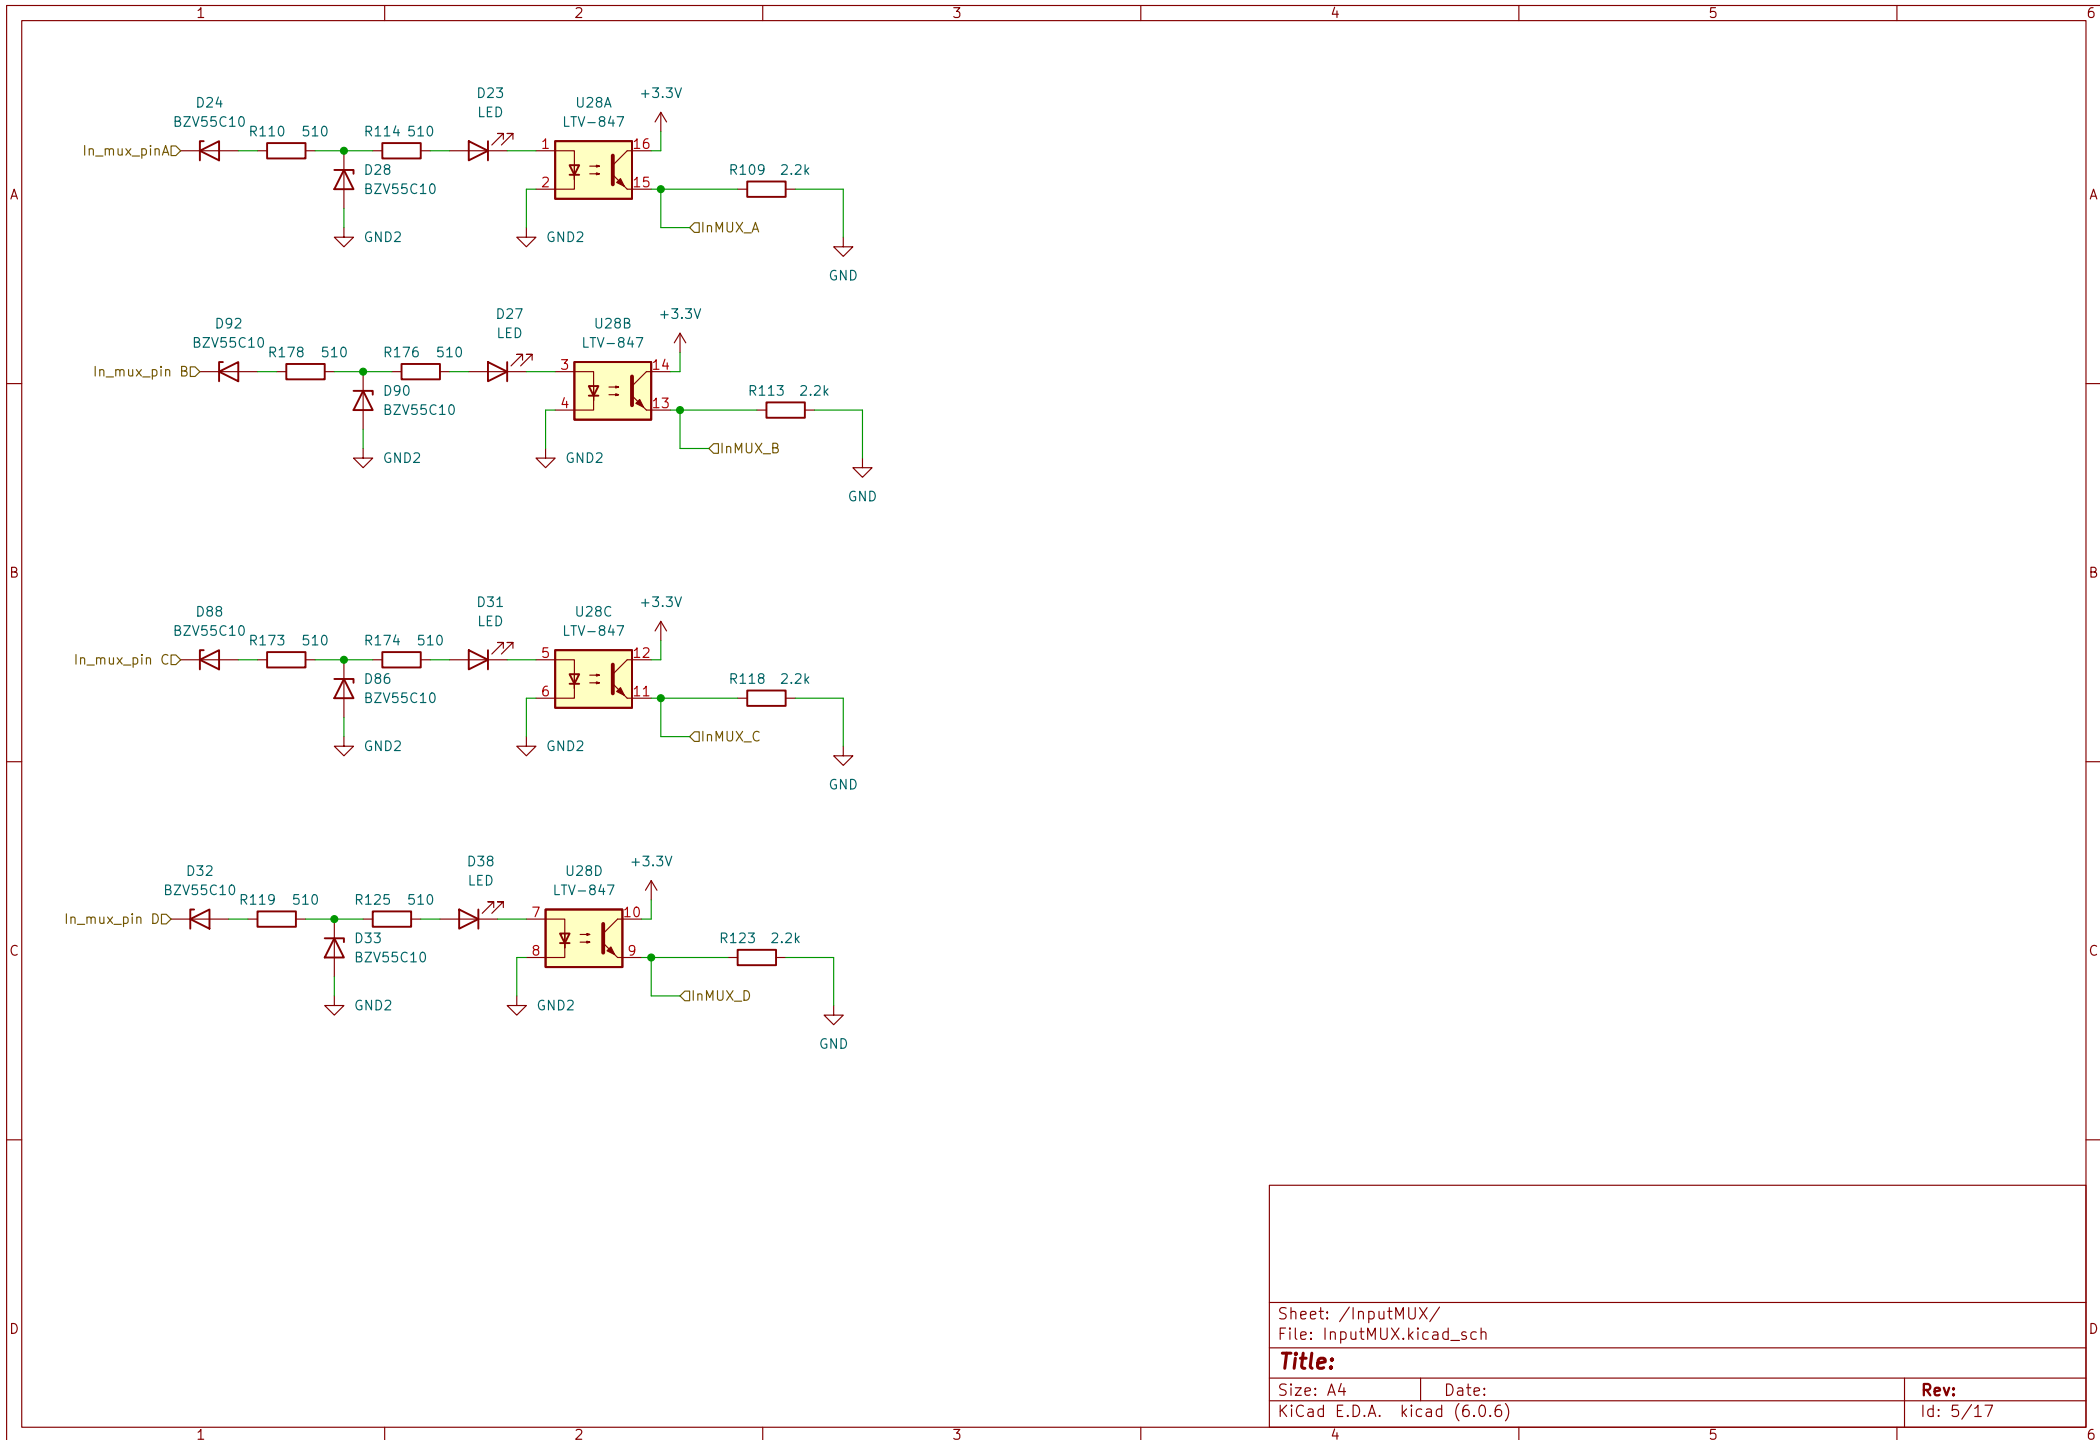 1 2 3 4 5 6
A
A
B
B
C
C
D
D
D24
BZV55C10
In_mux_pinA
R110 510
R114 510
D28
BZV55C10
GND2
D23
LED
U28A
LTV-847
+3.3V
1
2
16
15
GND2
R109 2.2k
InMUX_A
GND
D92
BZV55C10
In_mux_pin B
R178 510
R176 510
D90
BZV55C10
GND2
D27
LED
U28B
LTV-847
+3.3V
3
4
14
13
GND2
R113 2.2k
InMUX_B
GND
D88
BZV55C10
In_mux_pin C
R173 510
R174 510
D86
BZV55C10
GND2
D31
LED
U28C
LTV-847
+3.3V
5
6
12
11
GND2
R118 2.2k
InMUX_C
GND
D32
BZV55C10
In_mux_pin D
R119 510
R125 510
D33
BZV55C10
GND2
D38
LED
U28D
LTV-847
+3.3V
7
8
10
9
GND2
R123 2.2k
InMUX_D
GND
Sheet: /InputMUX/
File: InputMUX.kicad_sch
Title:
Size: A4 Date: Rev:
KiCad E.D.A. kicad (6.0.6) Id: 5/17
1 2 3 4 5 6